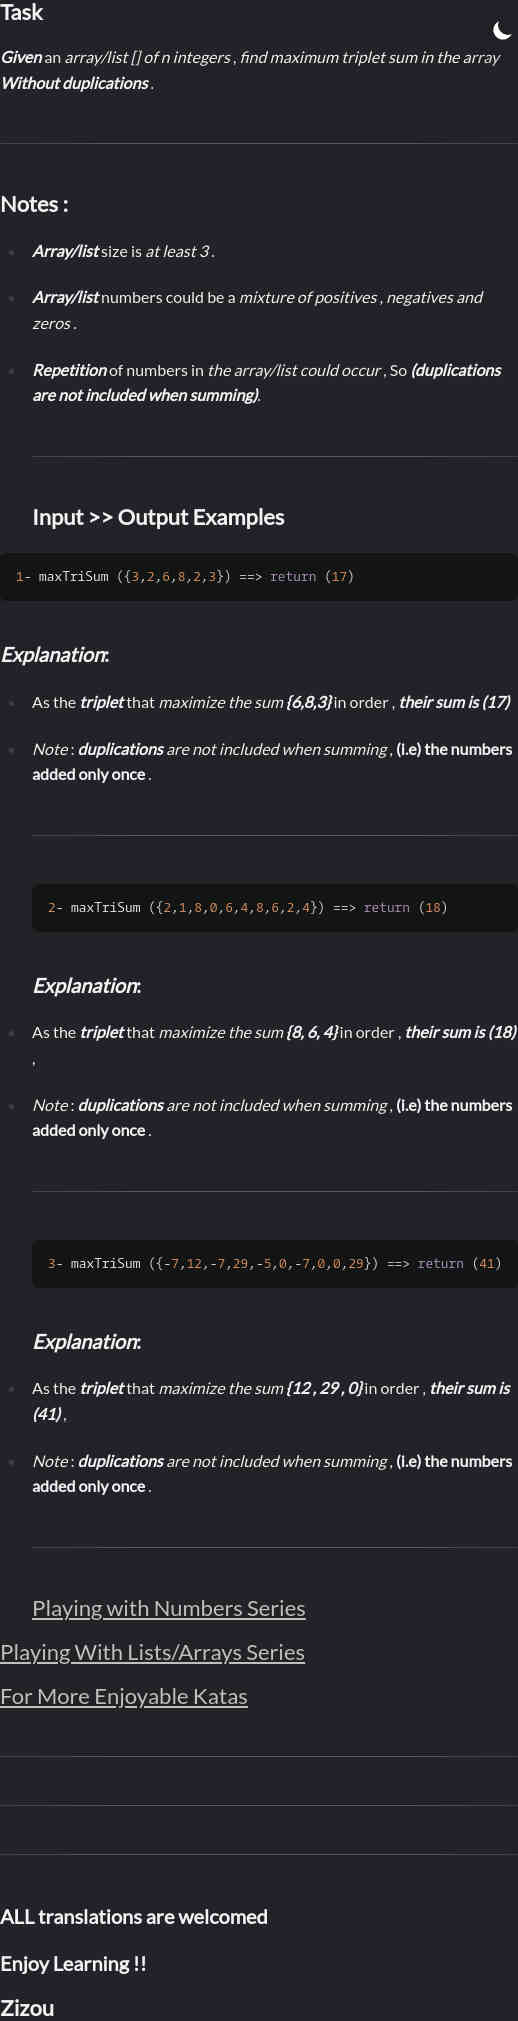 Task
Given an array/list [] of n integers , find maximum triplet sum in the array
Without duplications .
Notes :
Array/list size is at least 3 .
Array/list numbers could be a mixture of positives , negatives and
zeros .
Repetition of numbers in the array/list could occur , So (duplications
are not included when summing).
Input >> Output Examples
1- maxTriSum ({3,2,6,8,2,3}) ==> return (17)
Explanation:
As the triplet that maximize the sum {6,8,3} in order , their sum is (17)
Note : duplications are not included when summing , (i.e) the numbers
added only once .
2- maxTriSum ({2,1,8,0,6,4,8,6,2,4}) ==> return (18)
Explanation:
As the triplet that maximize the sum {8, 6, 4} in order , their sum is (18)
,
Note : duplications are not included when summing , (i.e) the numbers
added only once .
3- maxTriSum ({-7,12,-7,29,-5,0,-7,0,0,29}) ==> return (41)
Explanation:
As the triplet that maximize the sum {12 , 29 , 0} in order , their sum is
(41) ,
Note : duplications are not included when summing , (i.e) the numbers
added only once .
Playing with Numbers Series
Playing With Lists/Arrays Series
For More Enjoyable Katas
ALL translations are welcomed
Enjoy Learning !!
Zizou